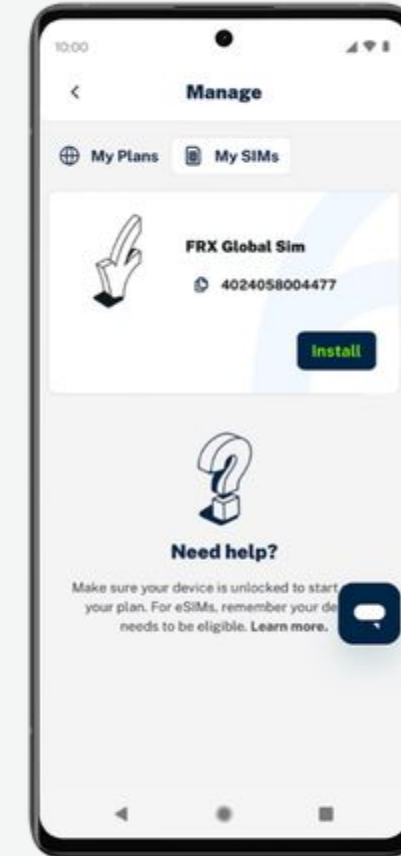 10:00
Manage
My Plans
My SIMs
FRX Global Sim
4024058004477
Install
Need help?
Make sure your device is unlocked to start
your plan. For eSIMs, remember your de
needs to be eligible. Learn more.